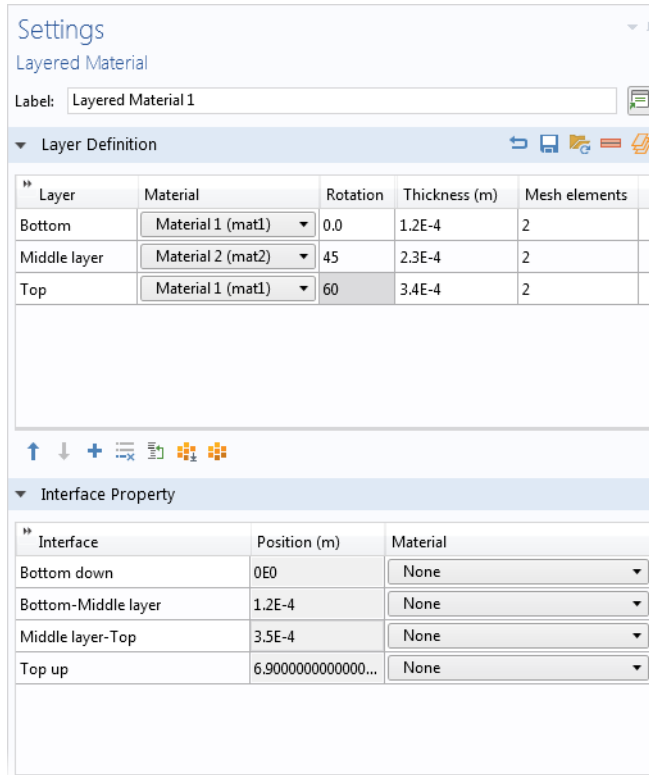 Settings
Layered Material
Label: Layered Material 1
Layer Definition
Layer Material Rotation Thickness (m) Mesh elements
Bottom Material 1 (mat1) 0.0 1.2E-4 2
Middle layer Material 2 (mat2) 45 2.3E-4 2
Top Material 1 (mat1) 60 3.4E-4 2
Interface Property
Interface Position (m) Material
Bottom down 0E0 None
Bottom-Middle layer 1.2E-4 None
Middle layer-Top 3.5E-4 None
Top up 6.9000000000000... None